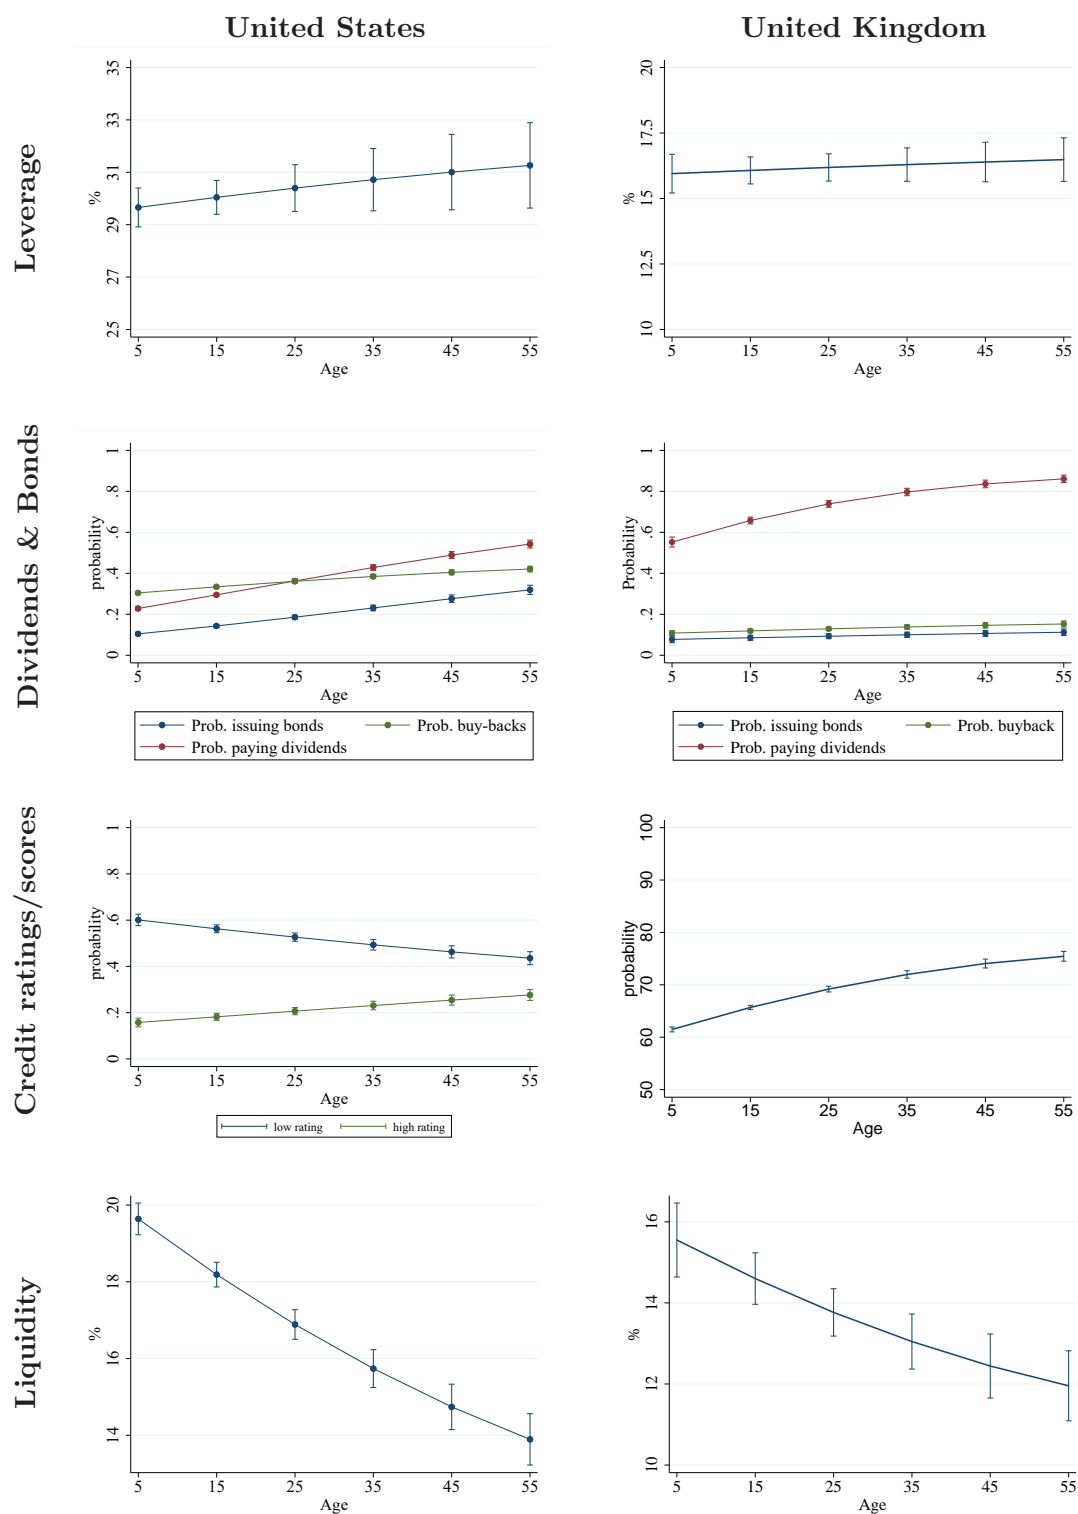 United States
United Kingdom
Leverage
%
35
33
31
29
27
25
5 15 25 35 45 55
Age
%
20
17.5
15
12.5
10
5 15 25 35 45 55
Age
Dividends & Bonds
probability
1
.8
.6
.4
.2
0
5 15 25 35 45 55
Age
Prob. issuing bonds
Prob. buy-backs
Prob. paying dividends
Probability
1
.8
.6
.4
.2
0
5 15 25 35 45 55
Age
Prob. issuing bonds
Prob. buyback
Prob. paying dividends
Credit ratings/scores
probability
1
.8
.6
.4
.2
0
5 15 25 35 45 55
Age
low rating
high rating
probability
100
90
80
70
60
50
5 15 25 35 45 55
Age
Liquidity
%
20
18
16
14
5 15 25 35 45 55
Age
%
16
14
12
10
5 15 25 35 45 55
Age